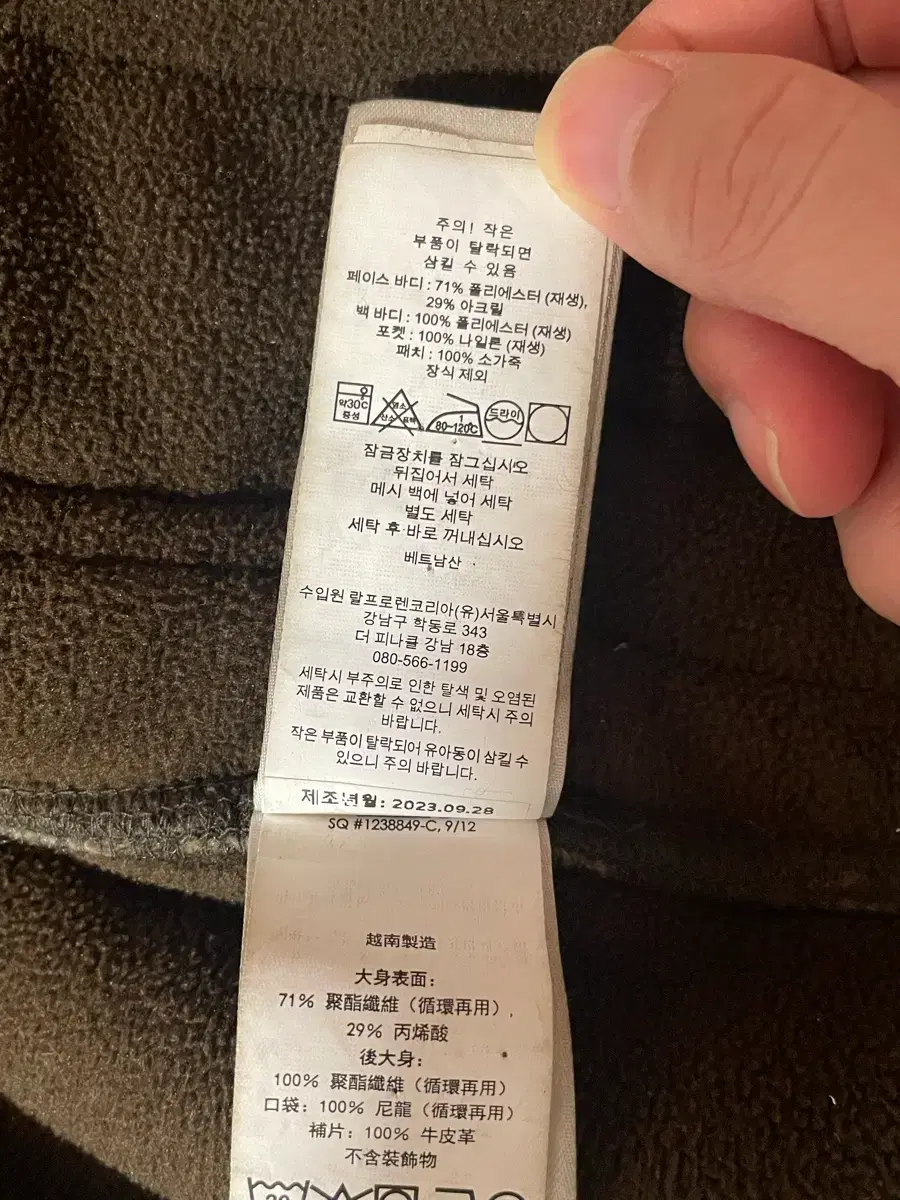 주의! 작은
부품이 탈락되면
삼킬 수 있음
페이스 바디 : 71% 폴리에스터 (재생),
29% 아크릴
백 바디 : 100% 폴리에스터 (재생)
포켓 : 100% 나일론 (재생)
패치 : 100% 소가죽
장식 제외
약30℃
중성
염소
산소 표백
80~120℃
드라이
잠금장치를 잠그십시오
뒤집어서 세탁
메시 백에 넣어 세탁
별도 세탁
세탁 후 바로 꺼내십시오
베트남산
수입원 랄프로렌코리아(유)서울특별시
강남구 학동로 343
더 피나클 강남 18층
080-566-1199
세탁시 부주의로 인한 탈색 및 오염된
제품은 교환할 수 없으니 세탁시 주의
바랍니다.
작은 부품이 탈락되어 유아동이 삼킬 수
있으니 주의 바랍니다.
제조년월: 2023.09.28
SQ #1238849-C, 9/12
越南製造
大身表面:
71% 聚酯纖維 (循環再用),
29% 丙烯酸
後大身:
100% 聚酯纖維 (循環再用)
口袋: 100% 尼龍 (循環再用)
補片: 100% 牛皮革
不含裝飾物
30